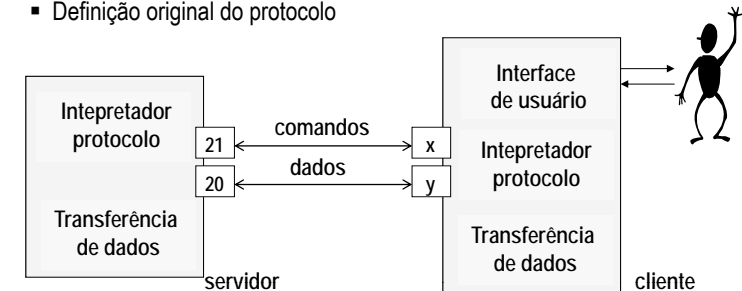 ▪ Definição original do protocolo
Intepretador
protocolo
21
20
Transferência
de dados
servidor
comandos
dados
x
y
Interface
de usuário
Intepretador
protocolo
Transferência
de dados
cliente